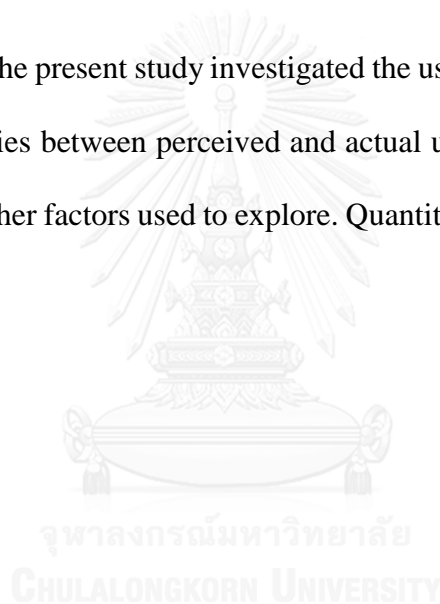 he present study investigated the us
ies between perceived and actual u
her factors used to explore. Quantit
จุฬาลงกรณ์มหาวิทยาลัย
CHULALONGKORN UNIVERSITY